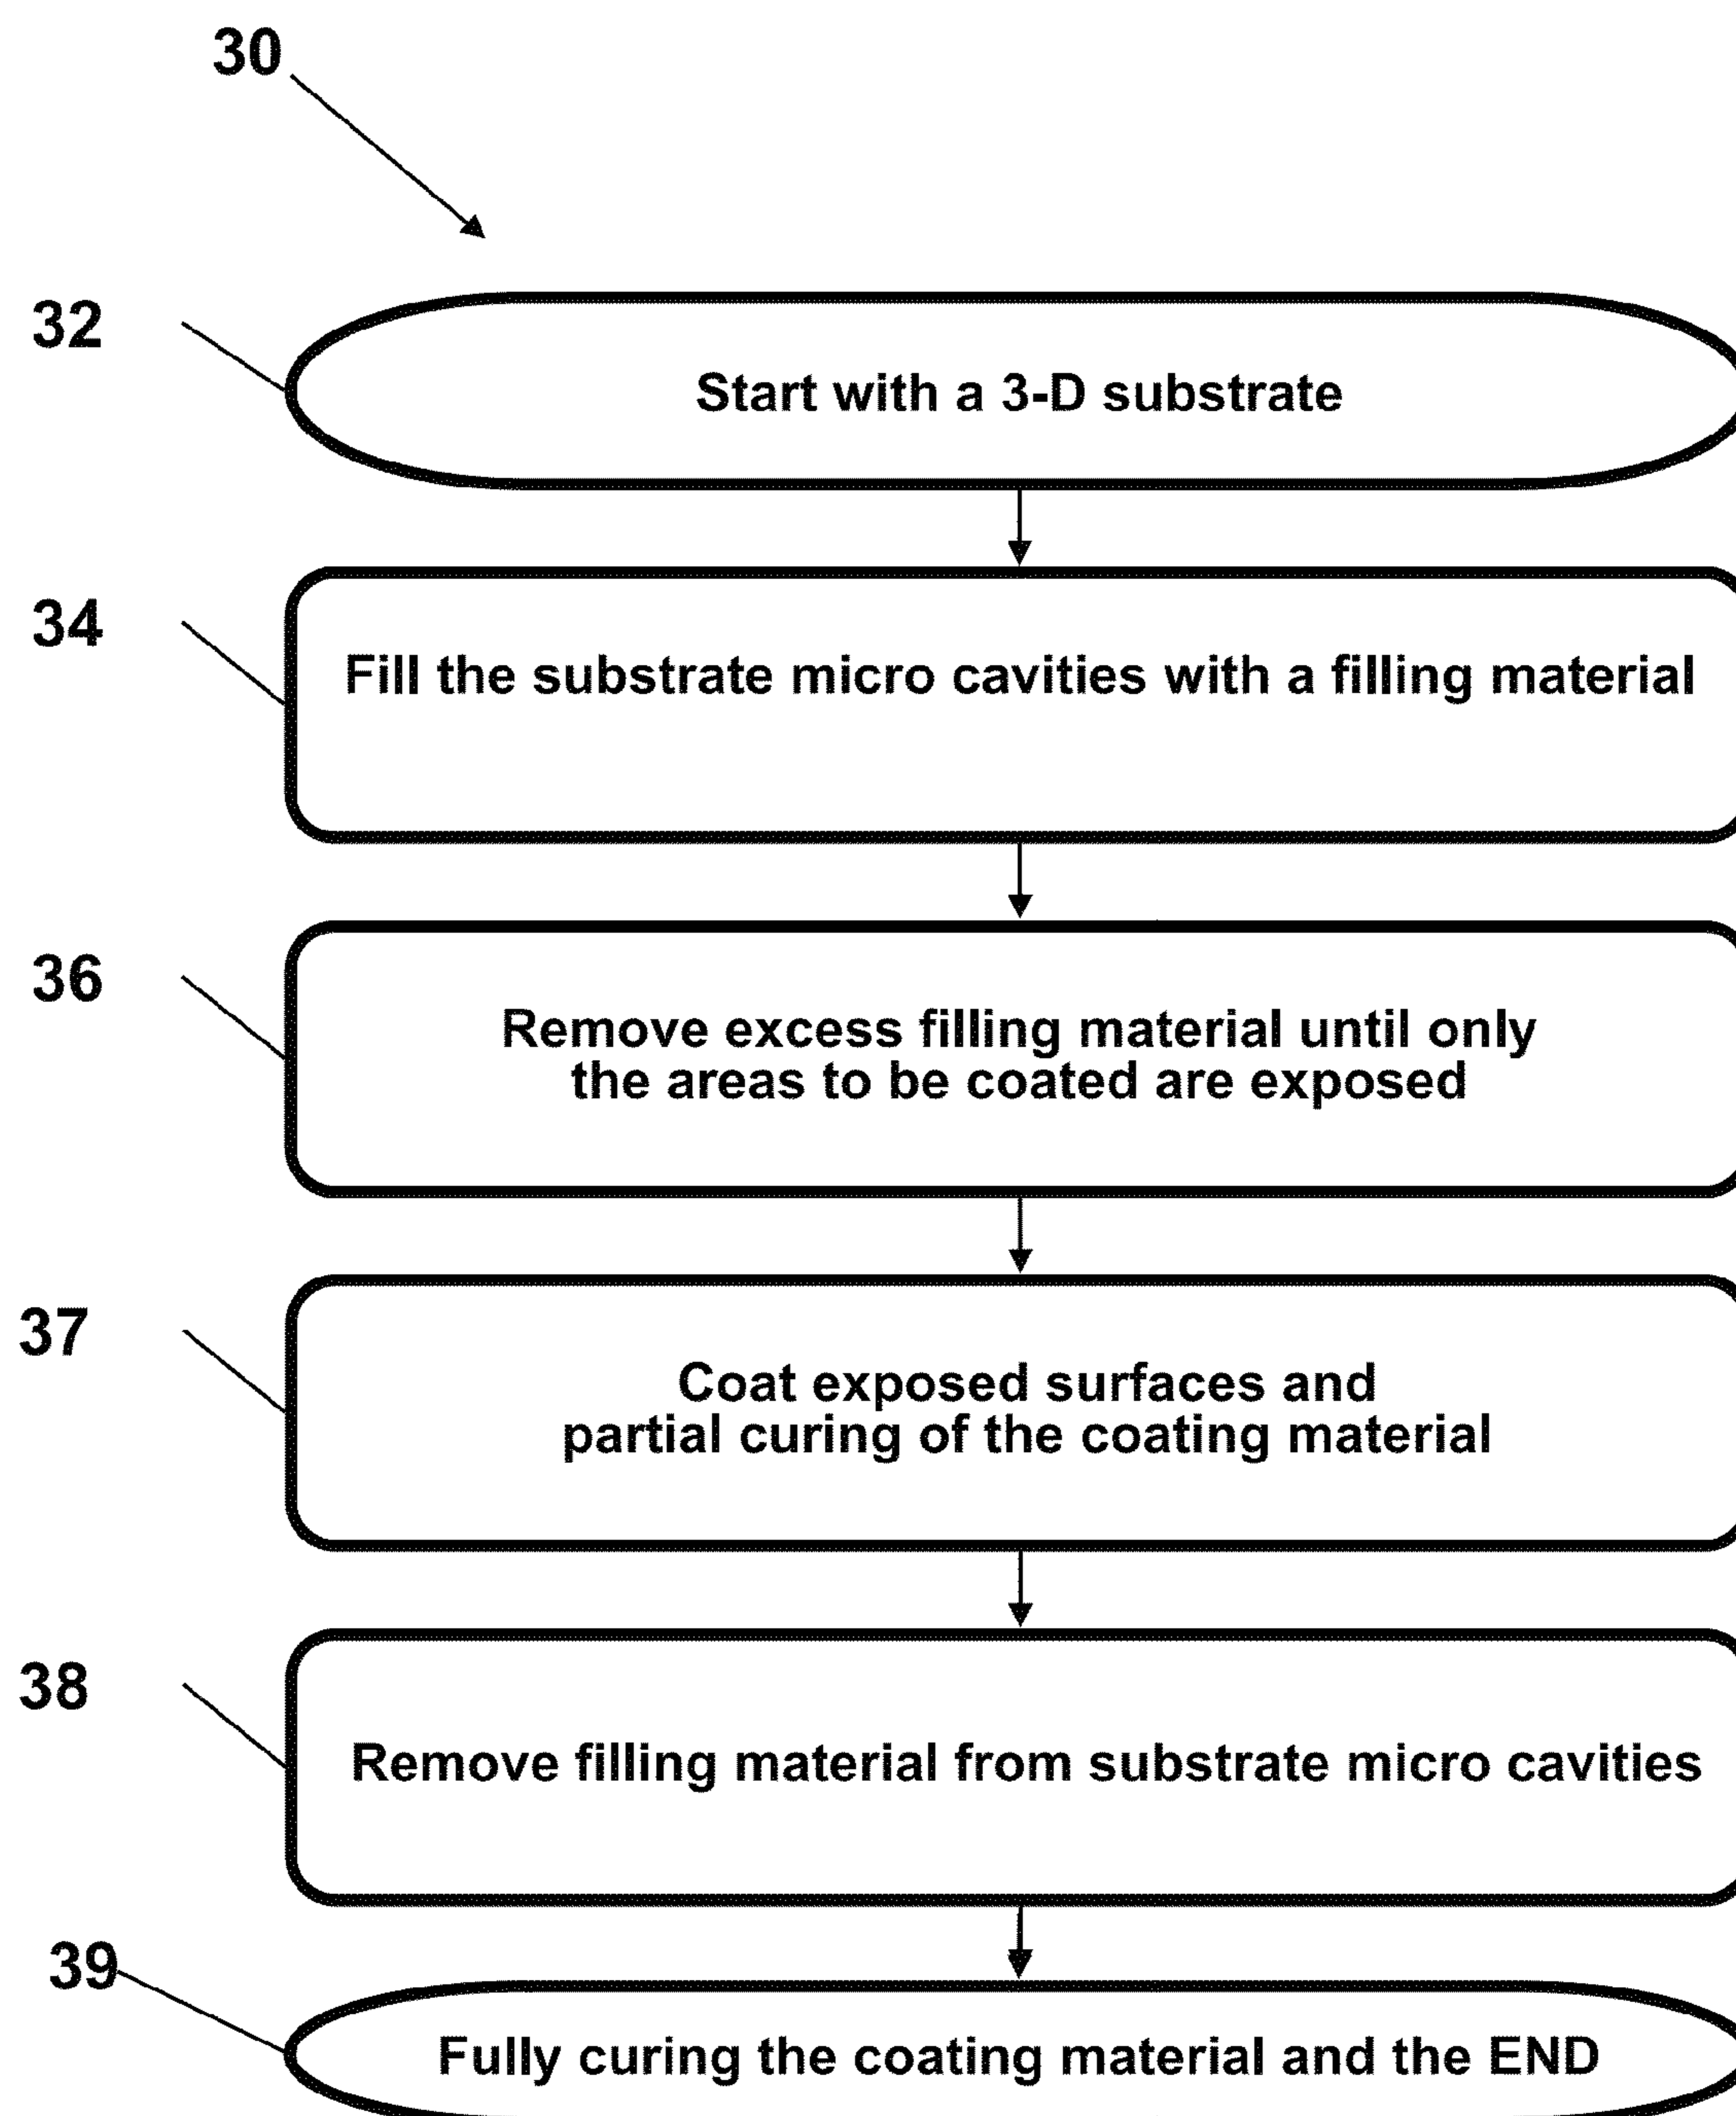 30
32
Start with a 3-D substrate
34
Fill the substrate micro cavities with a filling material
36
Remove excess filling material until only
the areas to be coated are exposed
37
Coat exposed surfaces and
partial curing of the coating material
38
Remove filling material from substrate micro cavities
39
Fully curing the coating material and the END